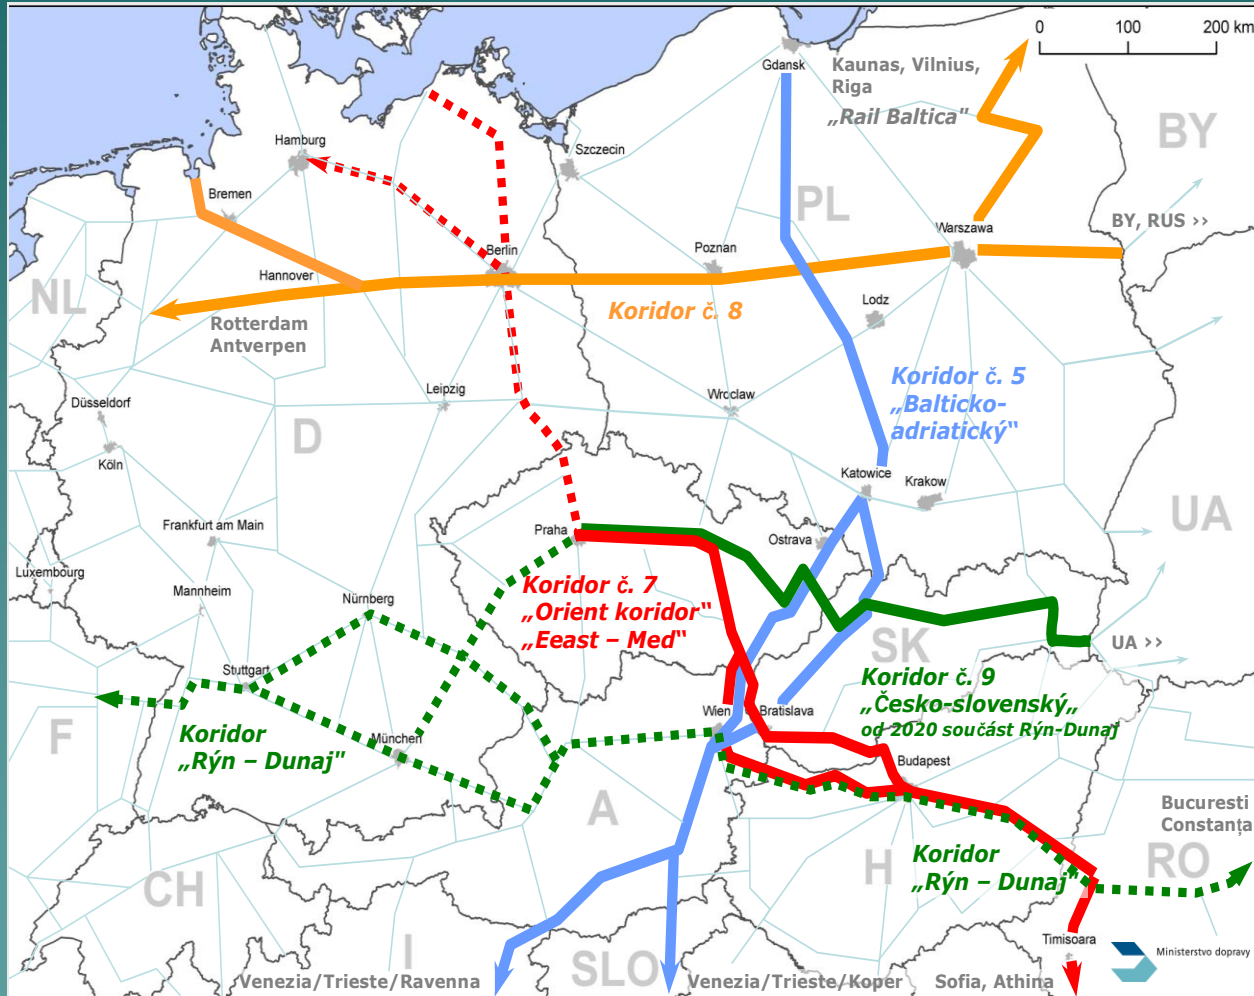 0 100 200 km
Gdansk
Kaunas, Vilnius,
Riga
„Rail Baltica"
BY
Hamburg
Szczecin
Bremen
PL
BY, RUS ››
Warszawa
Berlin
Poznan
Hannover
NL
Koridor č. 8
Lodz
Rotterdam
Antverpen
Koridor č. 5
„Balticko-
adriatický“
Leipzig
Wroclaw
Düsseldorf
D
Köln
Katowice
Krakow
UA
Frankfurt am Main
Praha
Ostrava
Luxembourg
Mannheim
Nürnberg
Koridor č. 7
„Orient koridor“
„Eeast – Med“
SK
UA ››
Stuttgart
Koridor č. 9
„Česko-slovenský„
od 2020 součást Rýn-Dunaj
Wien
Bratislava
F
Koridor
„Rýn – Dunaj"
München
Budapest
A
Bucuresti
Constanţa
Koridor
„Rýn – Dunaj"
H
RO
CH
Timisoara
I
SLO
Ministerstvo dopravy
Venezia/Trieste/Ravenna
Venezia/Trieste/Koper
Sofia, Athina